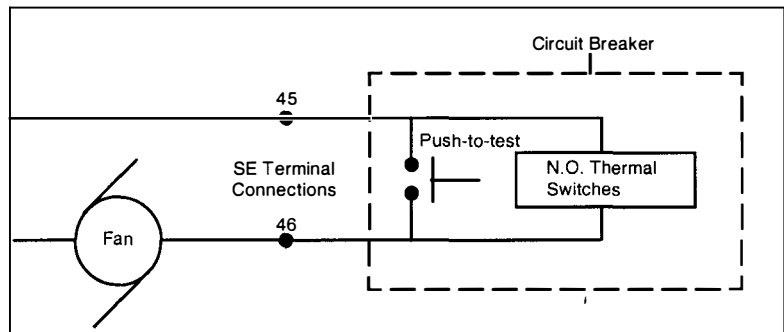 Circuit Breaker
45
Push-to-test
SE Terminal
Connections
N.O. Thermal
Switches
46
Fan